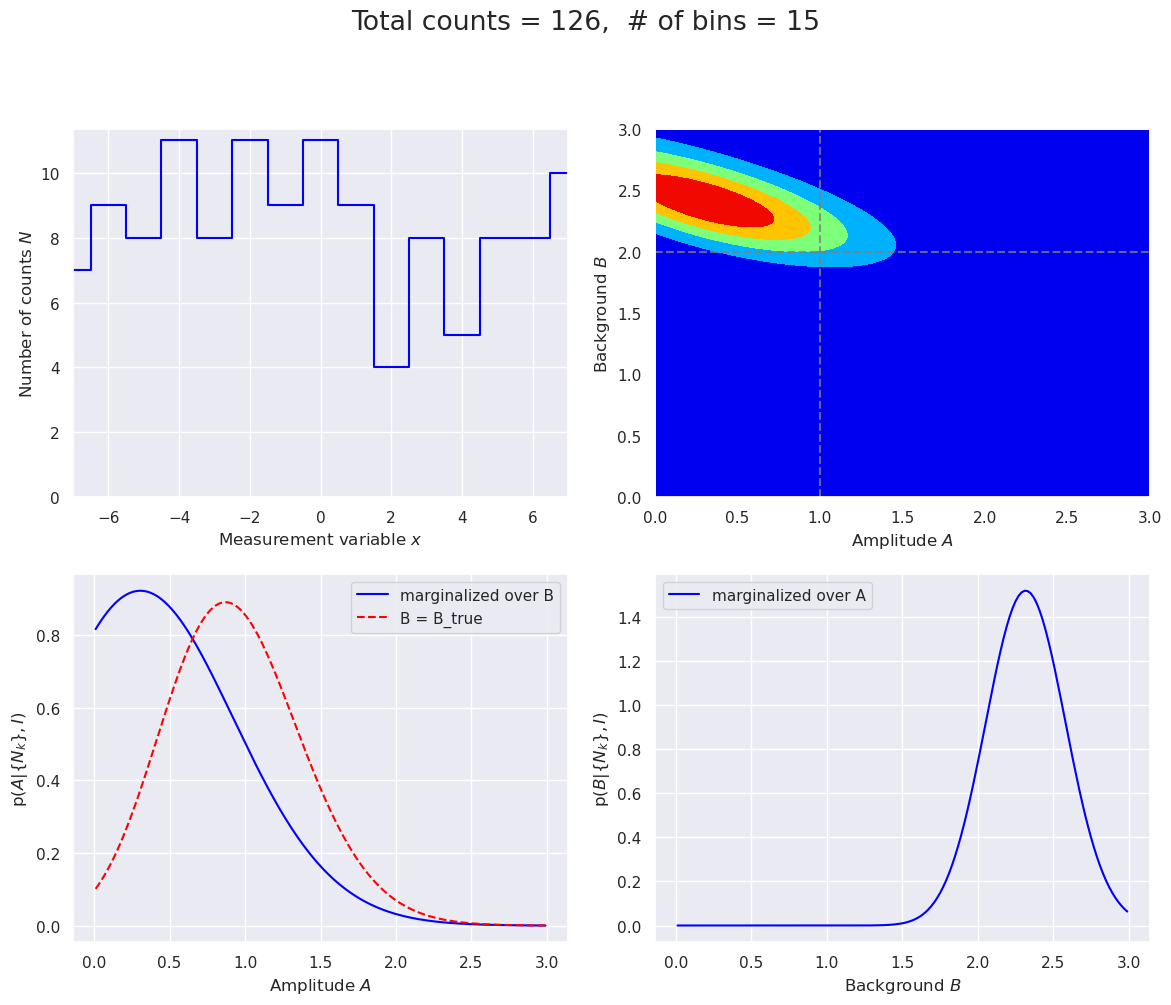 Total counts = 126,  # of bins = 15
Number of counts N
10
8
6
4
2
0
−6 −4 −2 0 2 4 6
Measurement variable x
Background B
3.0
2.5
2.0
1.5
1.0
0.5
0.0
0.0 0.5 1.0 1.5 2.0 2.5 3.0
Amplitude A
p(A|{N_k}, I)
0.8
0.6
0.4
0.2
0.0
marginalized over B
B = B_true
0.0 0.5 1.0 1.5 2.0 2.5 3.0
Amplitude A
p(B|{N_k}, I)
1.4
1.2
1.0
0.8
0.6
0.4
0.2
0.0
marginalized over A
0.0 0.5 1.0 1.5 2.0 2.5 3.0
Background B